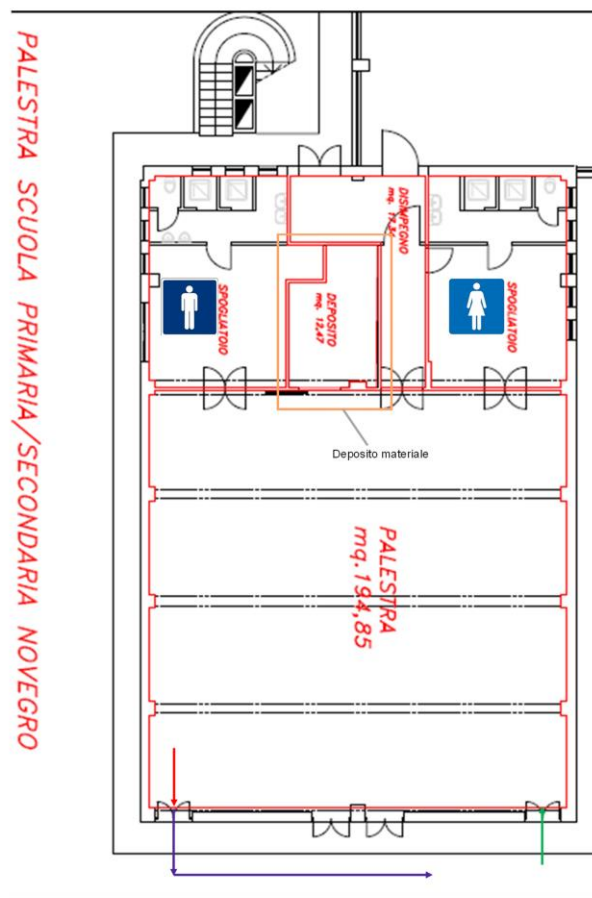 PALESTRA SCUOLA PRIMARIA/SECONDARIA NOVEGRO
DISIMPEGNO
SPOGLIATOIO
DEPOSITO
mq. 12,47
SPOGLIATOIO
Deposito materiale
PALESTRA
mq. 194,85